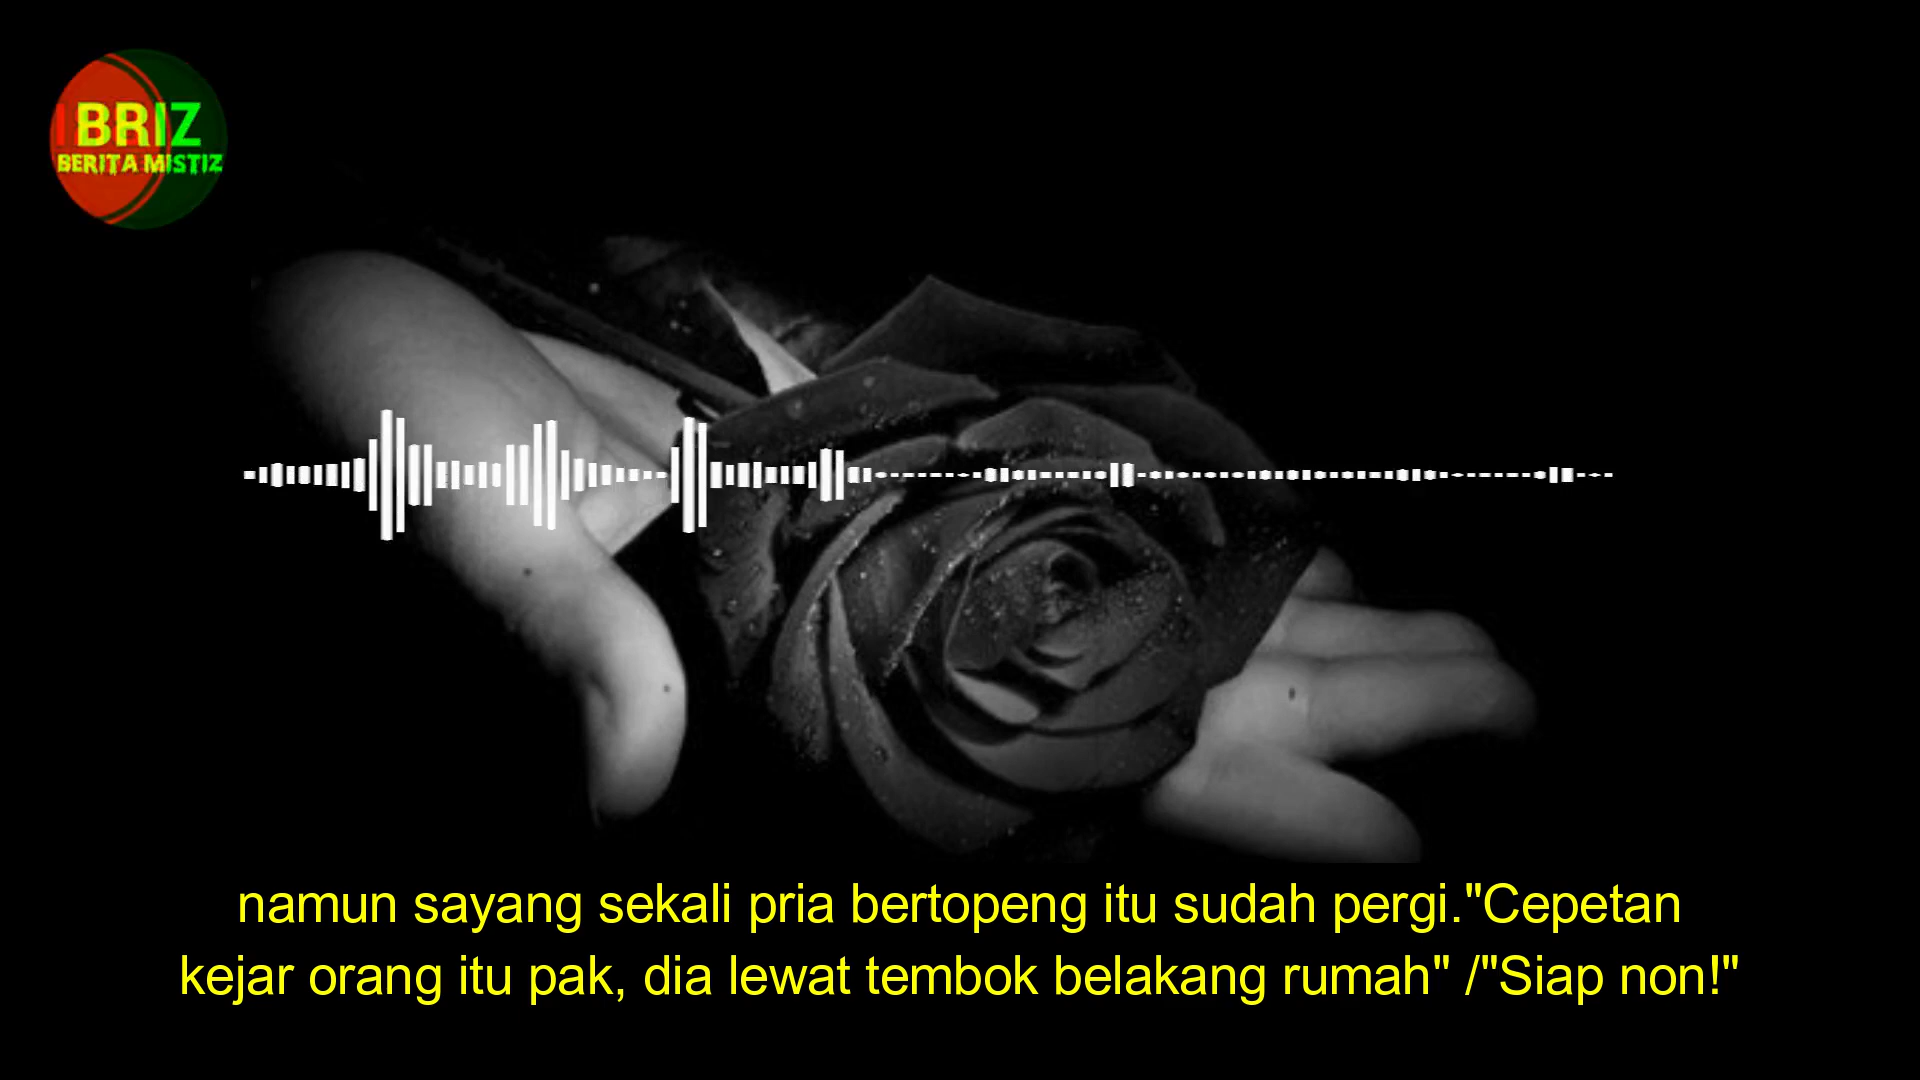 IBRIZ
BERITA MISTIZ
namun sayang sekali pria bertopeng itu sudah pergi."Cepetan
kejar orang itu pak, dia lewat tembok belakang rumah" /"Siap non!"